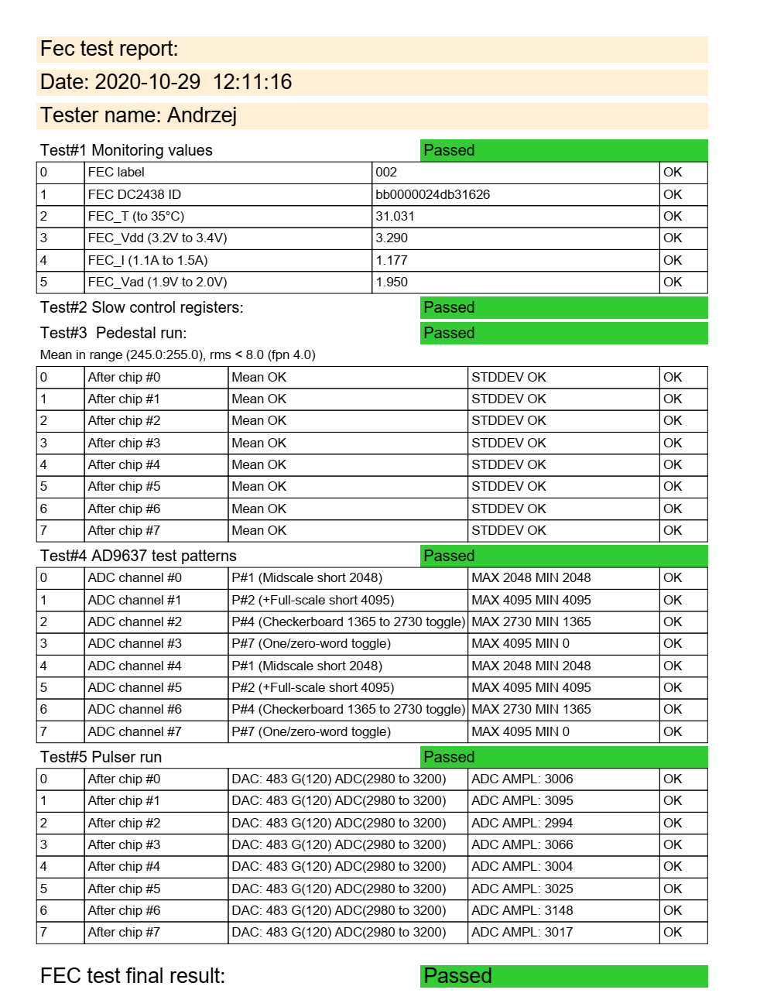 Fec test report:
Date: 2020-10-29  12:11:16
Tester name: Andrzej
Test#1 Monitoring values Passed
0 FEC label 002 OK
1 FEC DC2438 ID bb0000024db31626 OK
2 FEC_T (to 35°C) 31.031 OK
3 FEC_Vdd (3.2V to 3.4V) 3.290 OK
4 FEC_I (1.1A to 1.5A) 1.177 OK
5 FEC_Vad (1.9V to 2.0V) 1.950 OK
Test#2 Slow control registers: Passed
Test#3  Pedestal run: Passed
Mean in range (245.0:255.0), rms < 8.0 (fpn 4.0)
0 After chip #0 Mean OK STDDEV OK OK
1 After chip #1 Mean OK STDDEV OK OK
2 After chip #2 Mean OK STDDEV OK OK
3 After chip #3 Mean OK STDDEV OK OK
4 After chip #4 Mean OK STDDEV OK OK
5 After chip #5 Mean OK STDDEV OK OK
6 After chip #6 Mean OK STDDEV OK OK
7 After chip #7 Mean OK STDDEV OK OK
Test#4 AD9637 test patterns Passed
0 ADC channel #0 P#1 (Midscale short 2048) MAX 2048 MIN 2048 OK
1 ADC channel #1 P#2 (+Full-scale short 4095) MAX 4095 MIN 4095 OK
2 ADC channel #2 P#4 (Checkerboard 1365 to 2730 toggle) MAX 2730 MIN 1365 OK
3 ADC channel #3 P#7 (One/zero-word toggle) MAX 4095 MIN 0 OK
4 ADC channel #4 P#1 (Midscale short 2048) MAX 2048 MIN 2048 OK
5 ADC channel #5 P#2 (+Full-scale short 4095) MAX 4095 MIN 4095 OK
6 ADC channel #6 P#4 (Checkerboard 1365 to 2730 toggle) MAX 2730 MIN 1365 OK
7 ADC channel #7 P#7 (One/zero-word toggle) MAX 4095 MIN 0 OK
Test#5 Pulser run Passed
0 After chip #0 DAC: 483 G(120) ADC(2980 to 3200) ADC AMPL: 3006 OK
1 After chip #1 DAC: 483 G(120) ADC(2980 to 3200) ADC AMPL: 3095 OK
2 After chip #2 DAC: 483 G(120) ADC(2980 to 3200) ADC AMPL: 2994 OK
3 After chip #3 DAC: 483 G(120) ADC(2980 to 3200) ADC AMPL: 3066 OK
4 After chip #4 DAC: 483 G(120) ADC(2980 to 3200) ADC AMPL: 3004 OK
5 After chip #5 DAC: 483 G(120) ADC(2980 to 3200) ADC AMPL: 3025 OK
6 After chip #6 DAC: 483 G(120) ADC(2980 to 3200) ADC AMPL: 3148 OK
7 After chip #7 DAC: 483 G(120) ADC(2980 to 3200) ADC AMPL: 3017 OK
FEC test final result: Passed